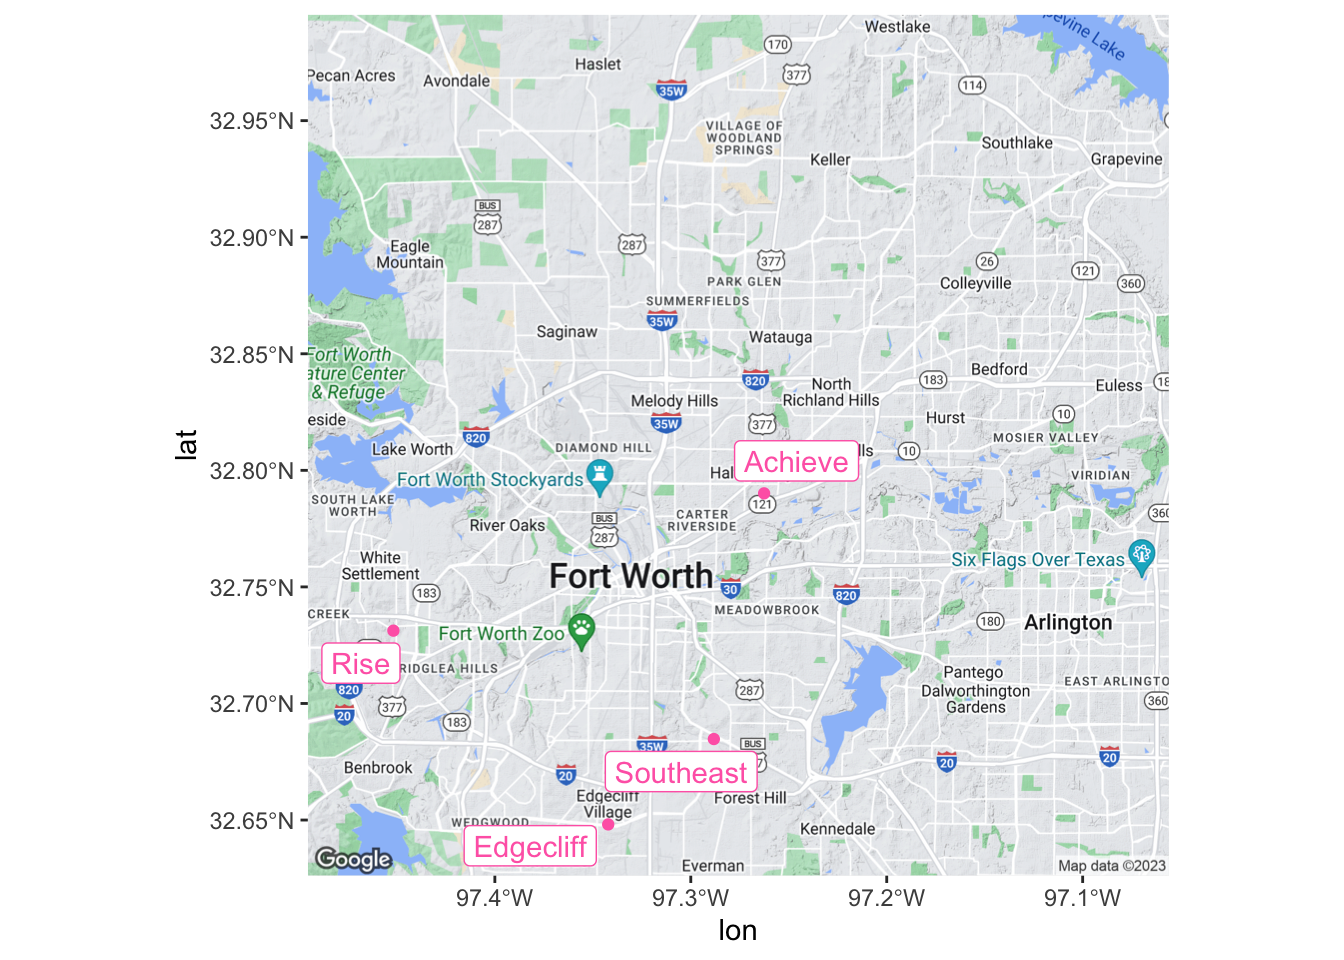 Westlake
pevine Lake
170
Haslet
Pecan Acres
Avondale
377
35W
114
32.95°N
VILLAGE OF
WOODLAND
SPRINGS
Southlake
Keller
Grapevine
BUS
287
32.90°N
287
Eagle
Mountain
377
26
121
360
PARK GLEN
Colleyville
SUMMERFIELDS
35W
Saginaw
Watauga
32.85°N
Fort Worth
ature Center
& Refuge
820
183
Bedford
Euless
18
North
Richland Hills
Melody Hills
35W
377
Hurst
10
eside
820
MOSIER VALLEY
Lake Worth
DIAMOND HILL
lls
10
lat
Achieve
32.80°N
Hal
VIRIDIAN
Fort Worth Stockyards
SOUTH LAKE
WORTH
121
360
River Oaks
BUS
287
CARTER
RIVERSIDE
White
Settlement
Six Flags Over Texas
Fort Worth
32.75°N
183
30
820
CREEK
MEADOWBROOK
180
Arlington
Fort Worth Zoo
Rise
RIDGLEA HILLS
Pantego
Dalworthington
Gardens
EAST ARLINGTO
820
287
32.70°N
377
360
20
183
35W
BUS
7
20
20
Benbrook
20
Southeast
Edgecliff
Village
Forest Hill
32.65°N
WEDGWOOD
Kennedale
Edgecliff
Google
Everman
Map data ©2023
97.4°W
97.3°W
97.2°W
97.1°W
lon